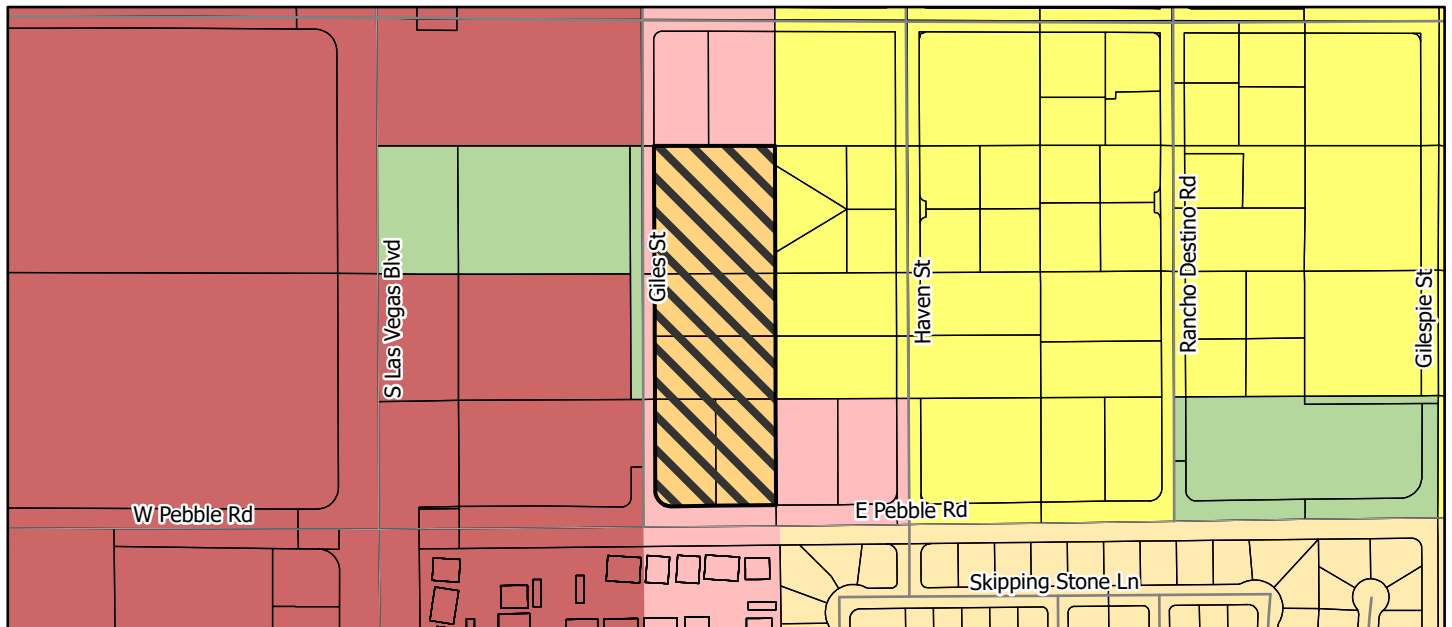 S Las Vegas Blvd
Giles St
Haven St
Rancho Destino Rd
Gilespie St
W Pebble Rd
E Pebble Rd
Skipping Stone Ln